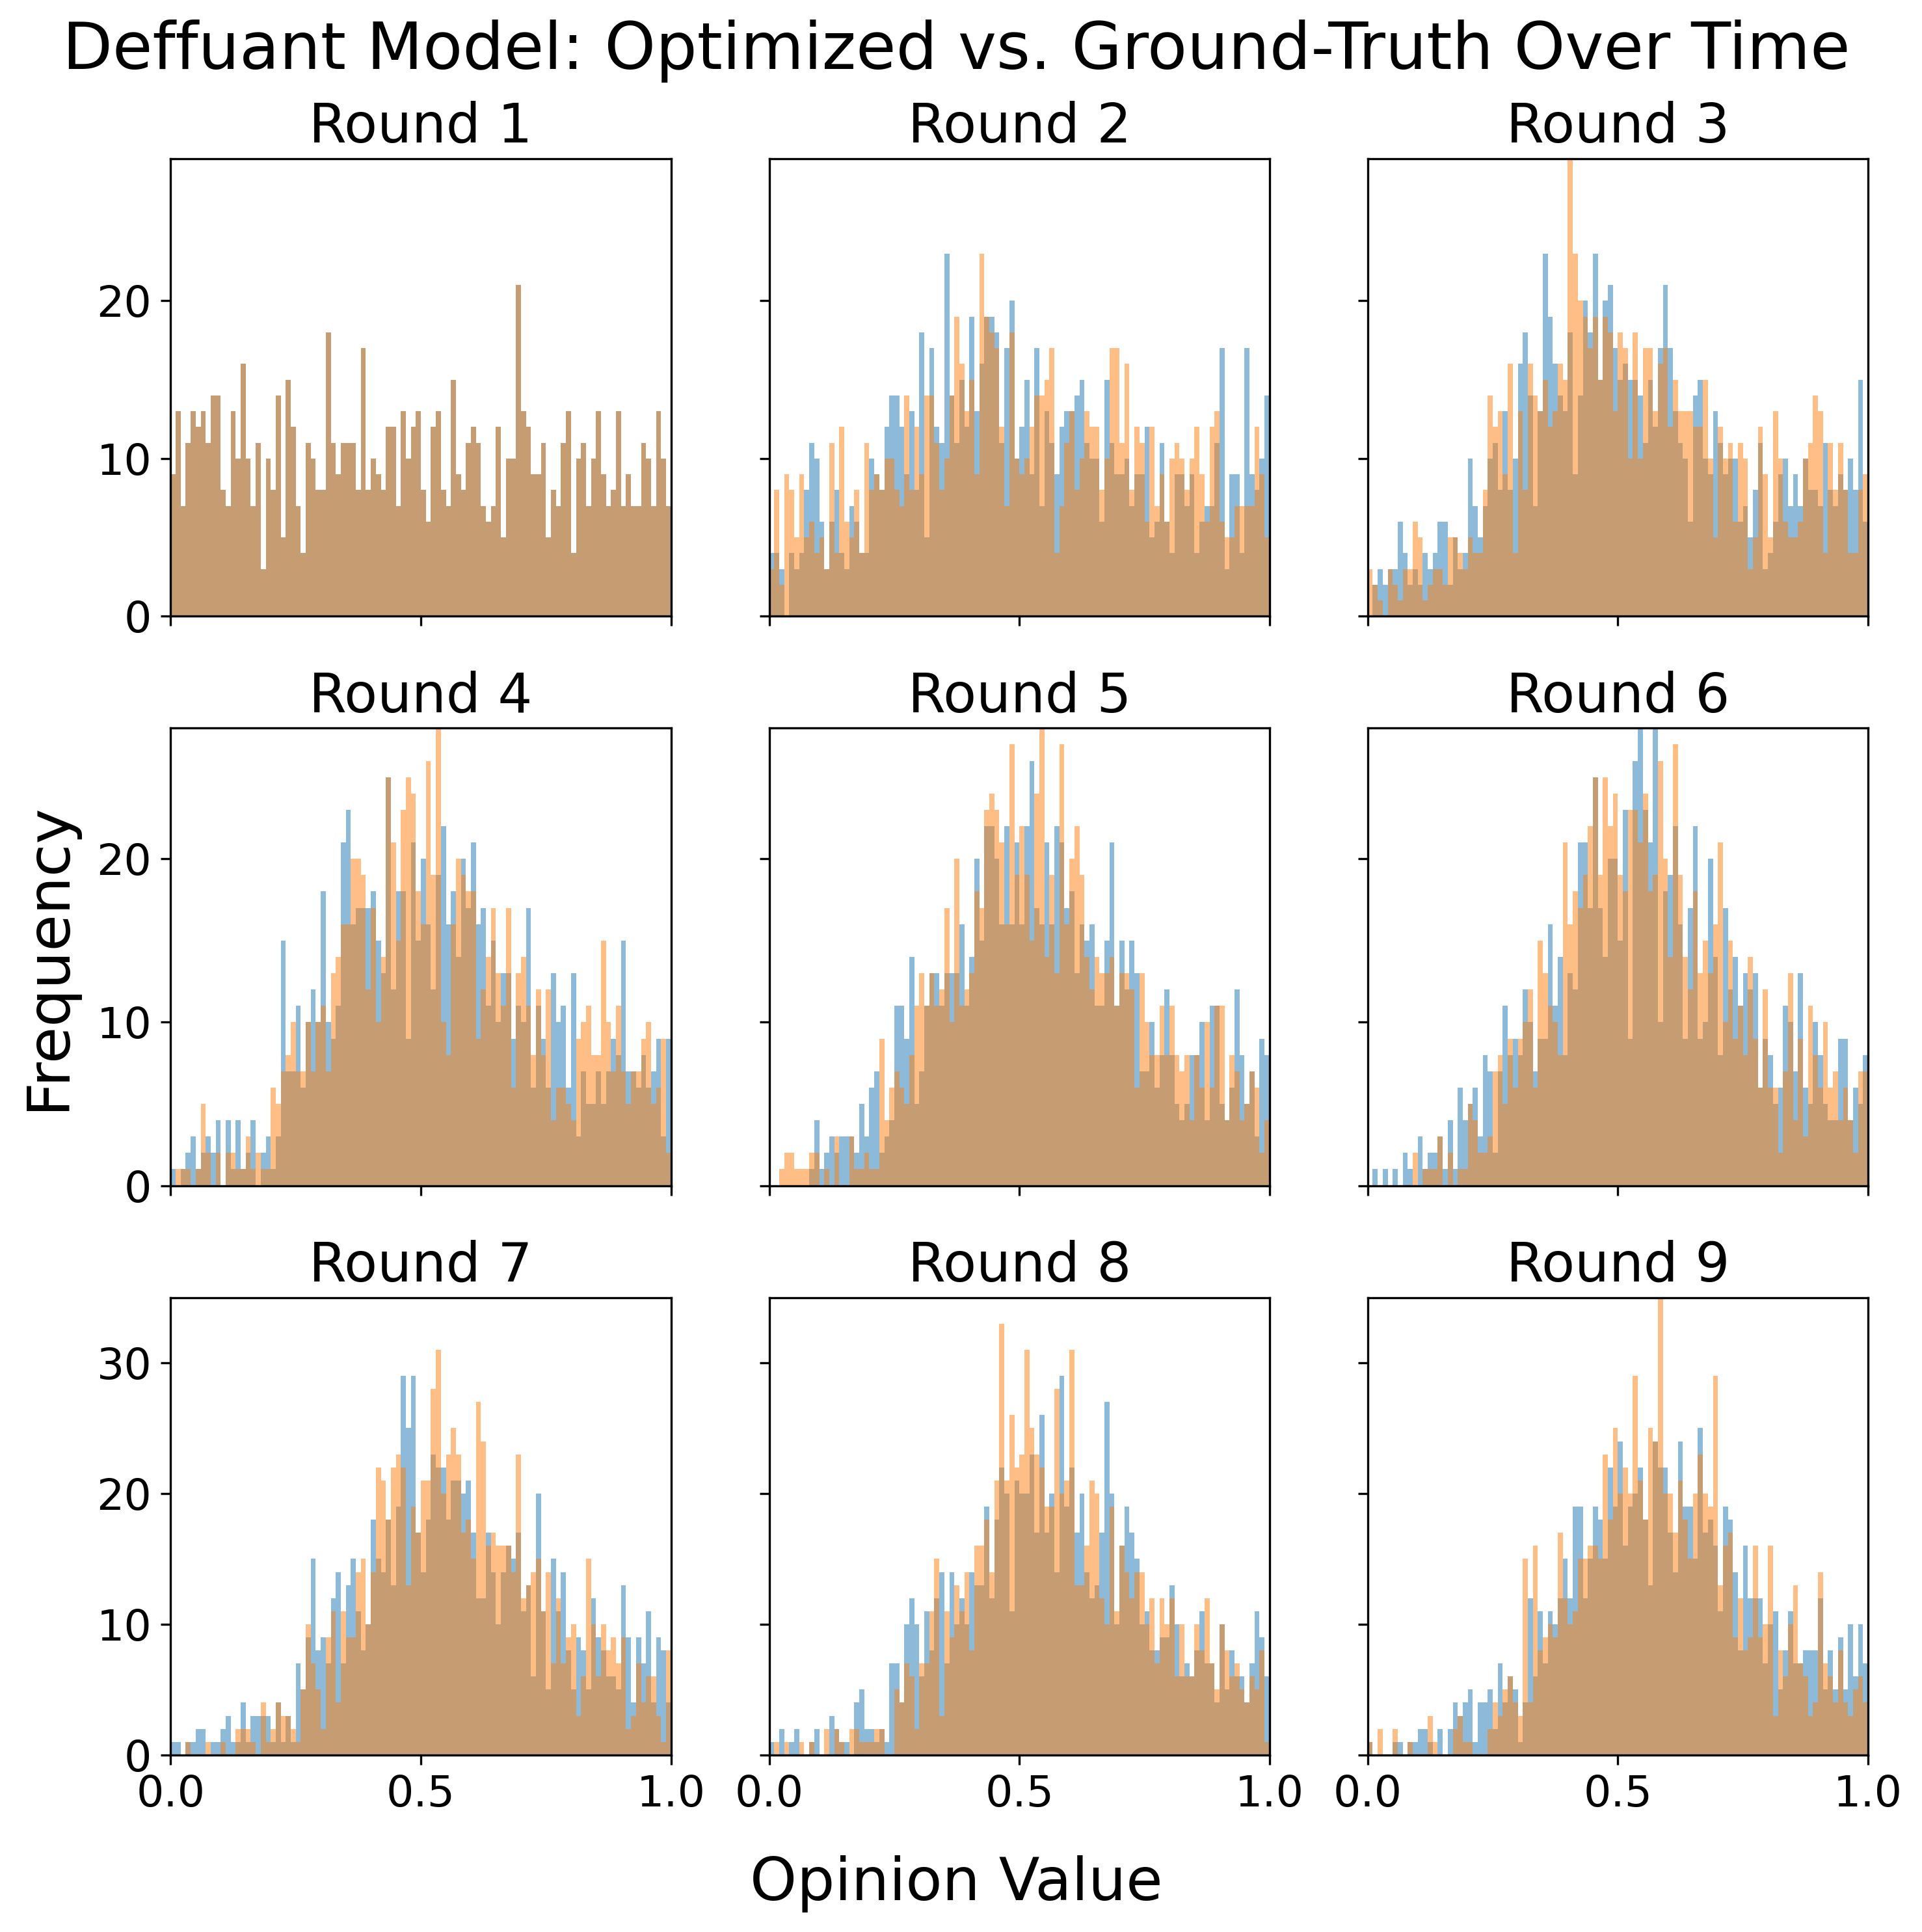 Deffuant Model: Optimized vs. Ground-Truth Over Time
Round 1
Round 2
Round 3
20
10
0
Round 4
Round 5
Round 6
Frequency
20
10
0
Round 7
Round 8
Round 9
30
20
10
0
0.0 0.5 1.0 0.0 0.5 1.0 0.0 0.5 1.0
Opinion Value